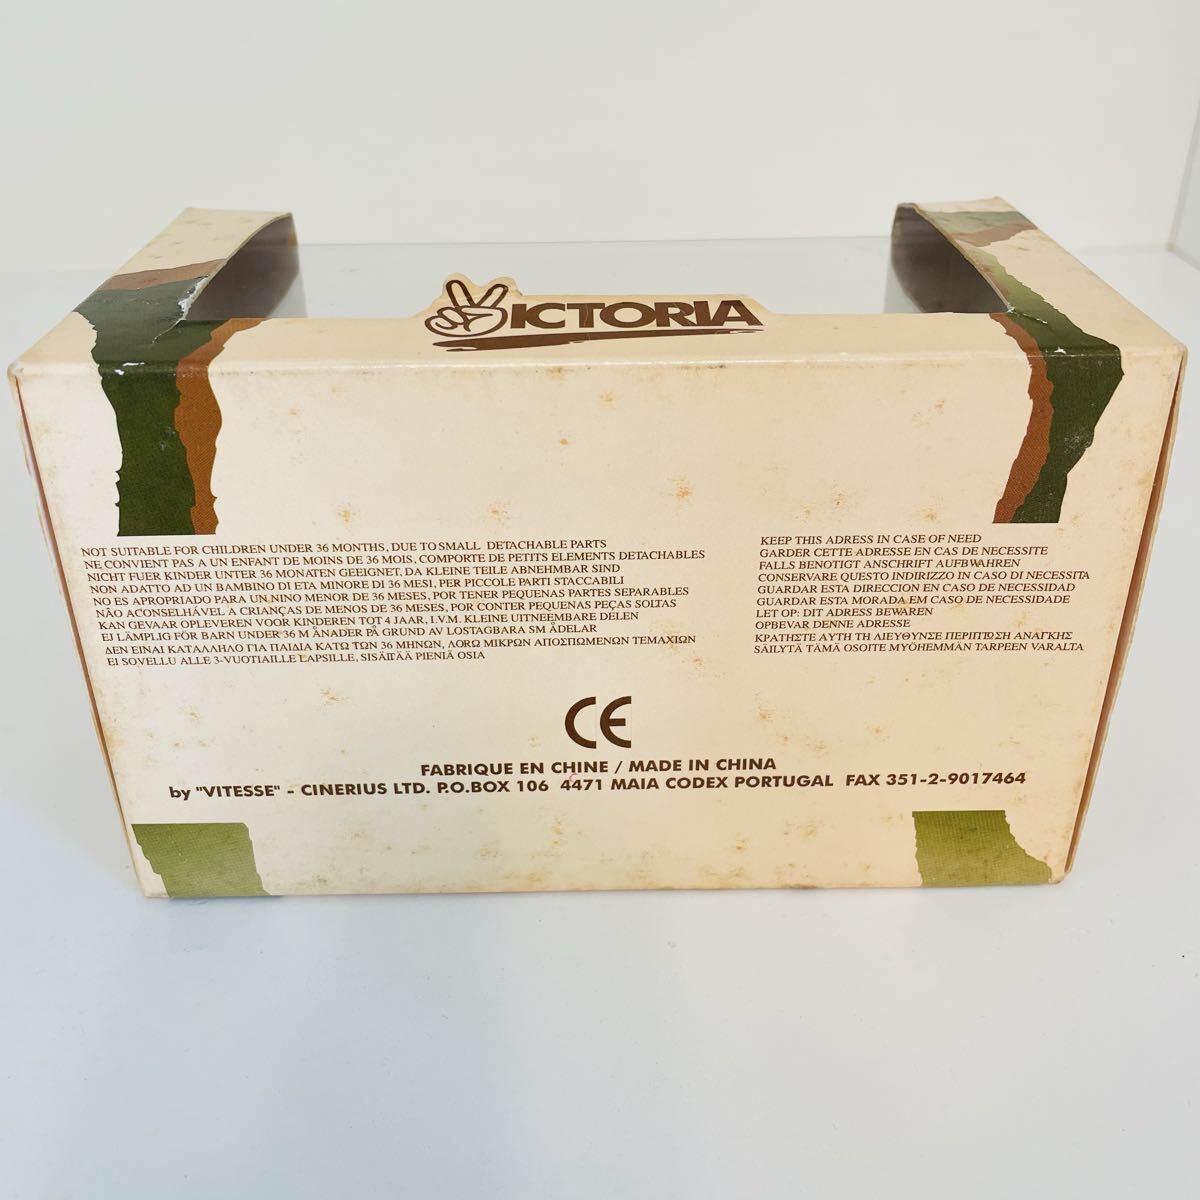 VICTORIA
NOT SUITABLE FOR CHILDREN UNDER 36 MONTHS, DUE TO SMALL DETACHABLE PARTS
NE CONVIENT PAS A UN ENFANT DE MOINS DE 36 MOIS, COMPORTE DE PETITS ELEMENTS DETACHABLES
NICHT FUER KINDER UNTER 36 MONATEN GEEIGNET, DA KLEINE TEILE ABNEHMBAR SIND
NON ADATTO AD UN BAMBINO DI ETA MINORE DI 36 MESI, PER PICCOLE PARTI STACCABILI
NO ES APROPRIADO PARA UN NINO MENOR DE 36 MESES, POR TENER PEQUENAS PARTES SEPARABLES
NÃO ACONSELHÁVEL A CRIANÇAS DE MENOS DE 36 MESES, POR CONTER PEQUENAS PEÇAS SOLTAS
KAN GEVAAR OPLEVEREN VOOR KINDEREN TOT 4 JAAR, I.V.M. KLEINE UITNEEMBARE DELEN
EJ LÄMPLIG FÖR BARN UNDER 36 M ÅNADER PÅ GRUND AV LOSTAGBARA SM ÅDELAR
ΔΕΝ ΕΙΝΑΙ ΚΑΤΑΛΛΗΛΟ ΓΙΑ ΠΑΙΔΙΑ ΚΑΤΩ ΤΩΝ 36 ΜΗΝΩΝ, ΛΟΓΩ ΜΙΚΡΩΝ ΑΠΟΣΠΩΜΕΝΩΝ ΤΕΜΑΧΙΩΝ
EI SOVELLU ALLE 3-VUOTIAILLE LAPSILLE, SISÄITÄÄ PIENIÄ OSIA
KEEP THIS ADRESS IN CASE OF NEED
GARDER CETTE ADRESSE EN CAS DE NECESSITE
FALLS BENOTIGT ANSCHRIFT AUFBWAHREN
CONSERVARE QUESTO INDIRIZZO IN CASO DI NECESSITA
GUARDAR ESTA DIRECCION EN CASO DE NECESSIDAD
GUARDAR ESTA MORADA EM CASO DE NECESSIDADE
LET OP: DIT ADRESS BEWAREN
OPBEVAR DENNE ADRESSE
ΚΡΑΤΗΣΤΕ ΑΥΤΗ ΤΗ ΛΙΕΥΘΥΝΣΕ ΠΕΡΙΠΤΩΣΗ ΑΝΑΓΚΗΣ
SÄILYTÄ TÄMÄ OSOITE MYÖHEMMÄN TARPEEN VARALTA
CE
FABRIQUE EN CHINE / MADE IN CHINA
by "VITESSE" - CINERIUS LTD. P.O.BOX 106 4471 MAIA CODEX PORTUGAL FAX 351-2-9017464